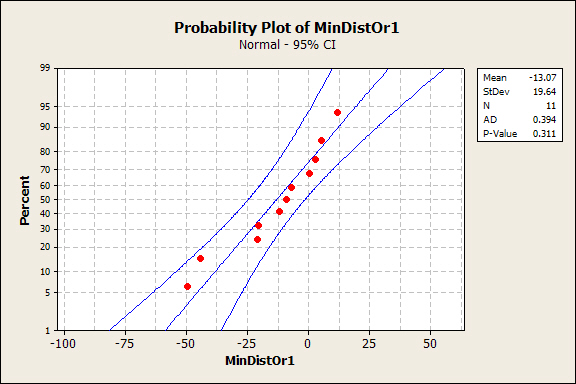 Probability Plot of MinDistOr1
Normal - 95% CI
99
95
90
80
70
60
50
40
30
20
10
5
1
Percent
-100
-75
-50
-25
0
25
50
MinDistOr1
Mean -13.07
StDev 19.64
N 11
AD 0.394
P-Value 0.311